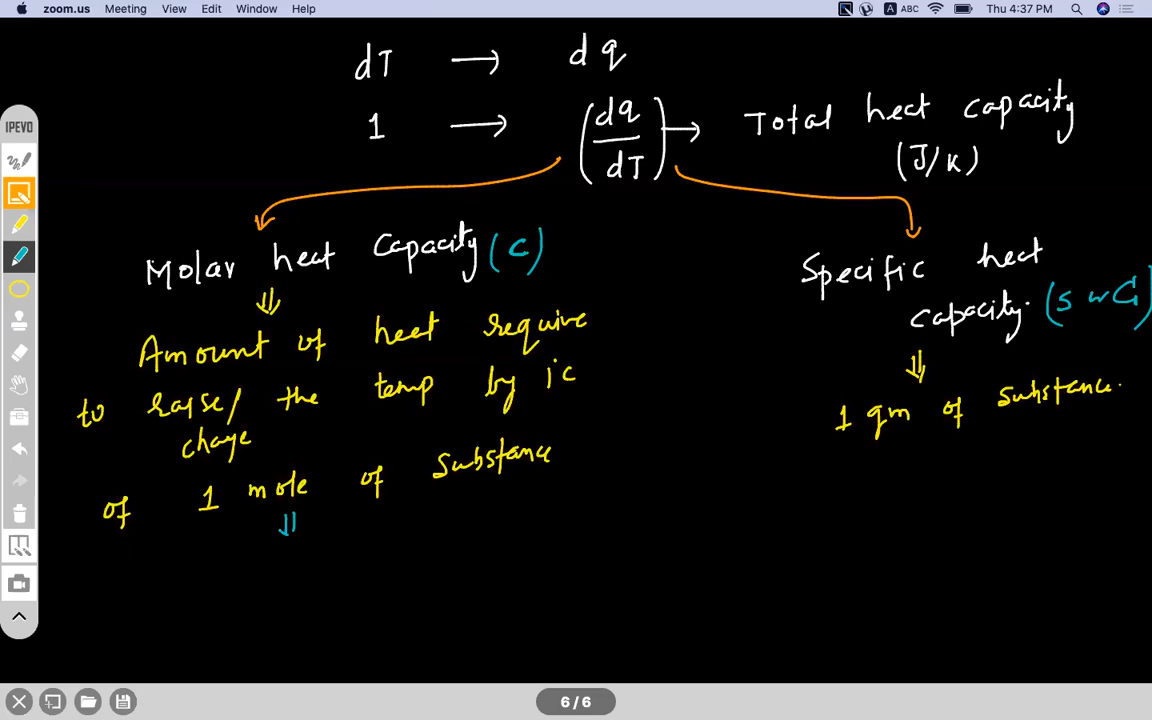 zoom.us Meeting View Edit Window Help
ABC Thu 4:37 PM
IPEVO
dT → dq
1 → (dq/dT) → Total heat capacity
(J/K)
Molar heat capacity (C)
⇓
Amount of heat require
to raise/ the temp by 1c
change
of 1 mole of substance
⇓
Specific heat
capacity. (s or
⇓
1 gm of substance.
6/6